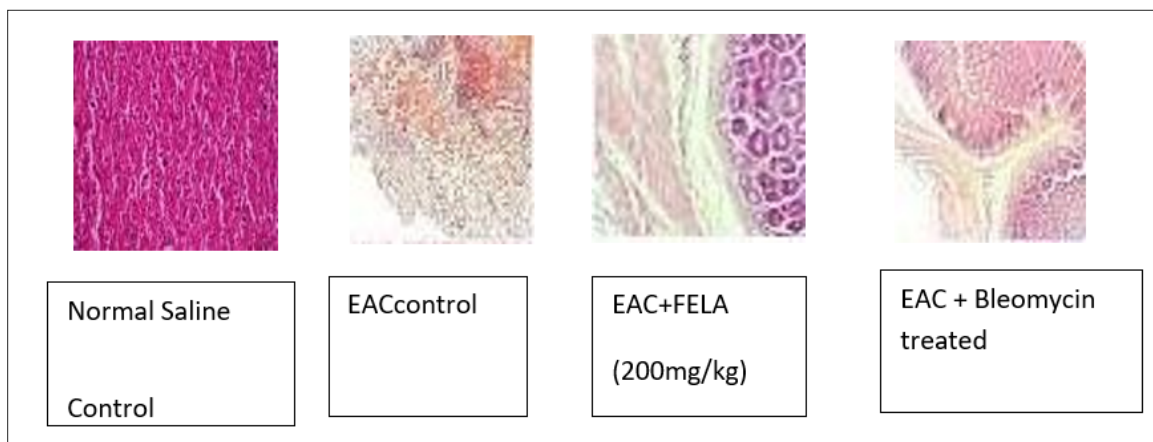 Normal Saline
Control
EACcontrol
EAC+FELA
(200mg/kg)
EAC + Bleomycin
treated